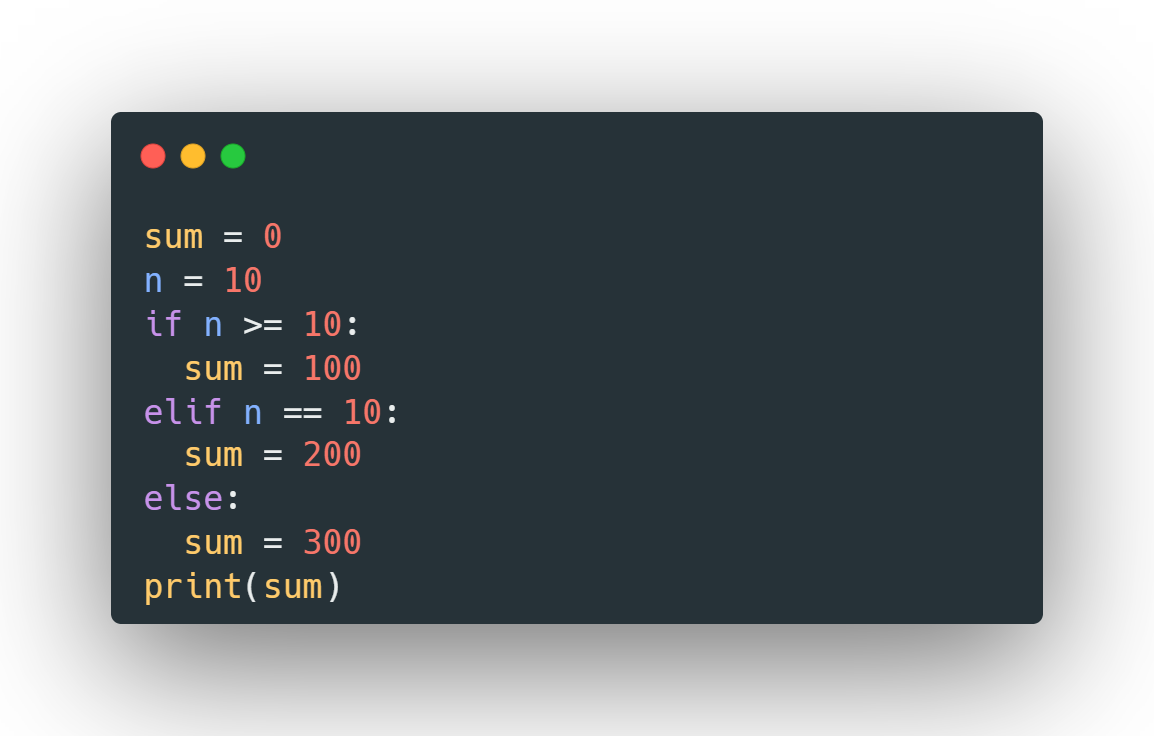 sum = 0
n = 10
if n >= 10:
  sum = 100
elif n == 10:
  sum = 200
else:
  sum = 300
print(sum)